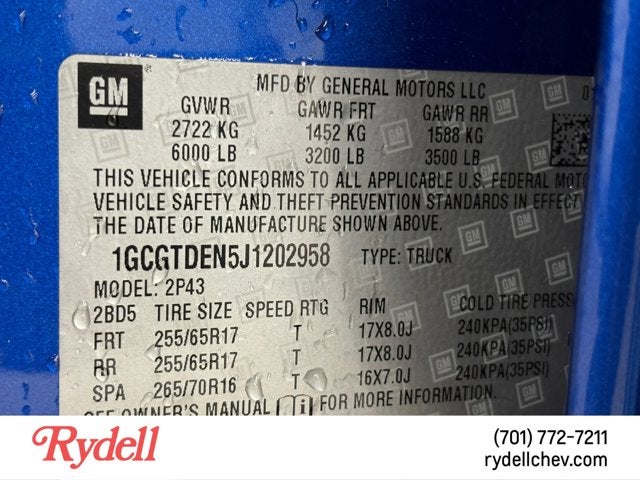 GM
MFD BY GENERAL MOTORS LLC
GVWR GAWR FRT GAWR RR
2722 KG 1452 KG 1588 KG
6000 LB 3200 LB 3500 LB
THIS VEHICLE CONFORMS TO ALL APPLICABLE U.S. FEDERAL
VEHICLE SAFETY AND THEFT PREVENTION STANDARDS IN EFFECT
THE DATE OF MANUFACTURE SHOWN ABOVE.
1GCGTDEN5J1202958 TYPE: TRUCK
MODEL: 2P43
2BD5 TIRE SIZE SPEED RTG RIM COLD TIRE PRES
FRT 255/65R17 T 17X8.0J 240KPA(35PSI)
RR 255/65R17 T 17X8.0J 240KPA(35PSI)
SPA 265/70R16 T 16X7.0J 240KPA(35PSI)
SEE OWNER'S MANUAL FOR MORE INFORMATION.
Rydell
(701) 772-7211
rydellchev.com